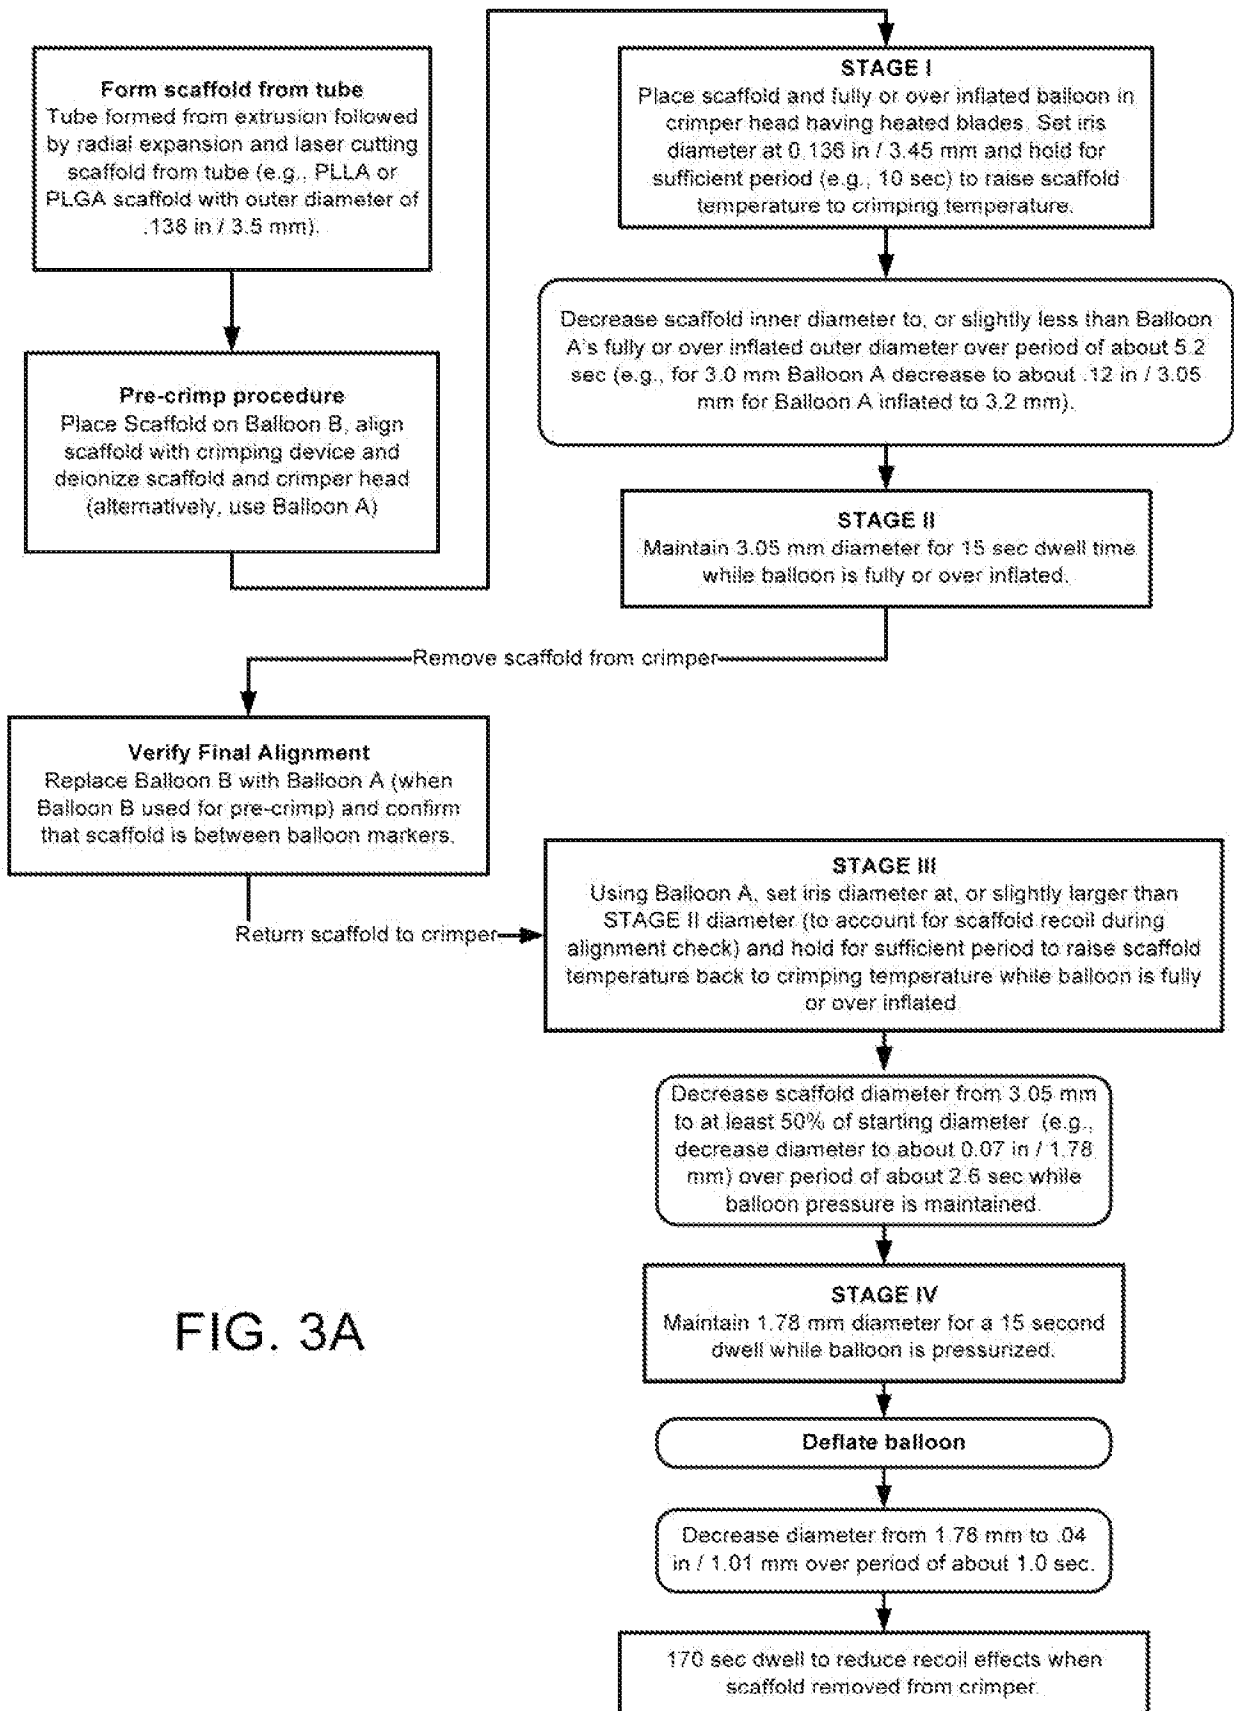 Form scaffold from tube
Tube formed from extrusion followed
by radial expansion and laser cutting
scaffold from tube (e.g., PLLA or
PLGA scaffold with outer diameter of
.136 in / 3.5 mm).
Pre-crimp procedure
Place Scaffold on Balloon B, align
scaffold with crimping device and
deionize scaffold and crimper head
(alternatively, use Balloon A)
STAGE I
Place scaffold and fully or over inflated balloon in
crimper head having heated blades. Set iris
diameter at 0.136 in / 3.45 mm and hold for
sufficient period (e.g., 10 sec) to raise scaffold
temperature to crimping temperature.
Decrease scaffold inner diameter to, or slightly less than Balloon
A's fully or over inflated outer diameter over period of about 5.2
sec (e.g., for 3.0 mm Balloon A decrease to about .12 in / 3.05
mm for Balloon A inflated to 3.2 mm).
STAGE II
Maintain 3.05 mm diameter for 15 sec dwell time
while balloon is fully or over inflated.
Remove scaffold from crimper
Verify Final Alignment
Replace Balloon B with Balloon A (when
Balloon B used for pre-crimp) and confirm
that scaffold is between balloon markers.
Return scaffold to crimper
STAGE III
Using Balloon A, set iris diameter at, or slightly larger than
STAGE II diameter (to account for scaffold recoil during
alignment check) and hold for sufficient period to raise scaffold
temperature back to crimping temperature while balloon is fully
or over inflated
Decrease scaffold diameter from 3.05 mm
to at least 50% of starting diameter (e.g.,
decrease diameter to about 0.07 in / 1.78
mm) over period of about 2.6 sec while
balloon pressure is maintained.
STAGE IV
Maintain 1.78 mm diameter for a 15 second
dwell while balloon is pressurized.
Deflate balloon
Decrease diameter from 1.78 mm to .04
in / 1.01 mm over period of about 1.0 sec.
170 sec dwell to reduce recoil effects when
scaffold removed from crimper.
FIG. 3A